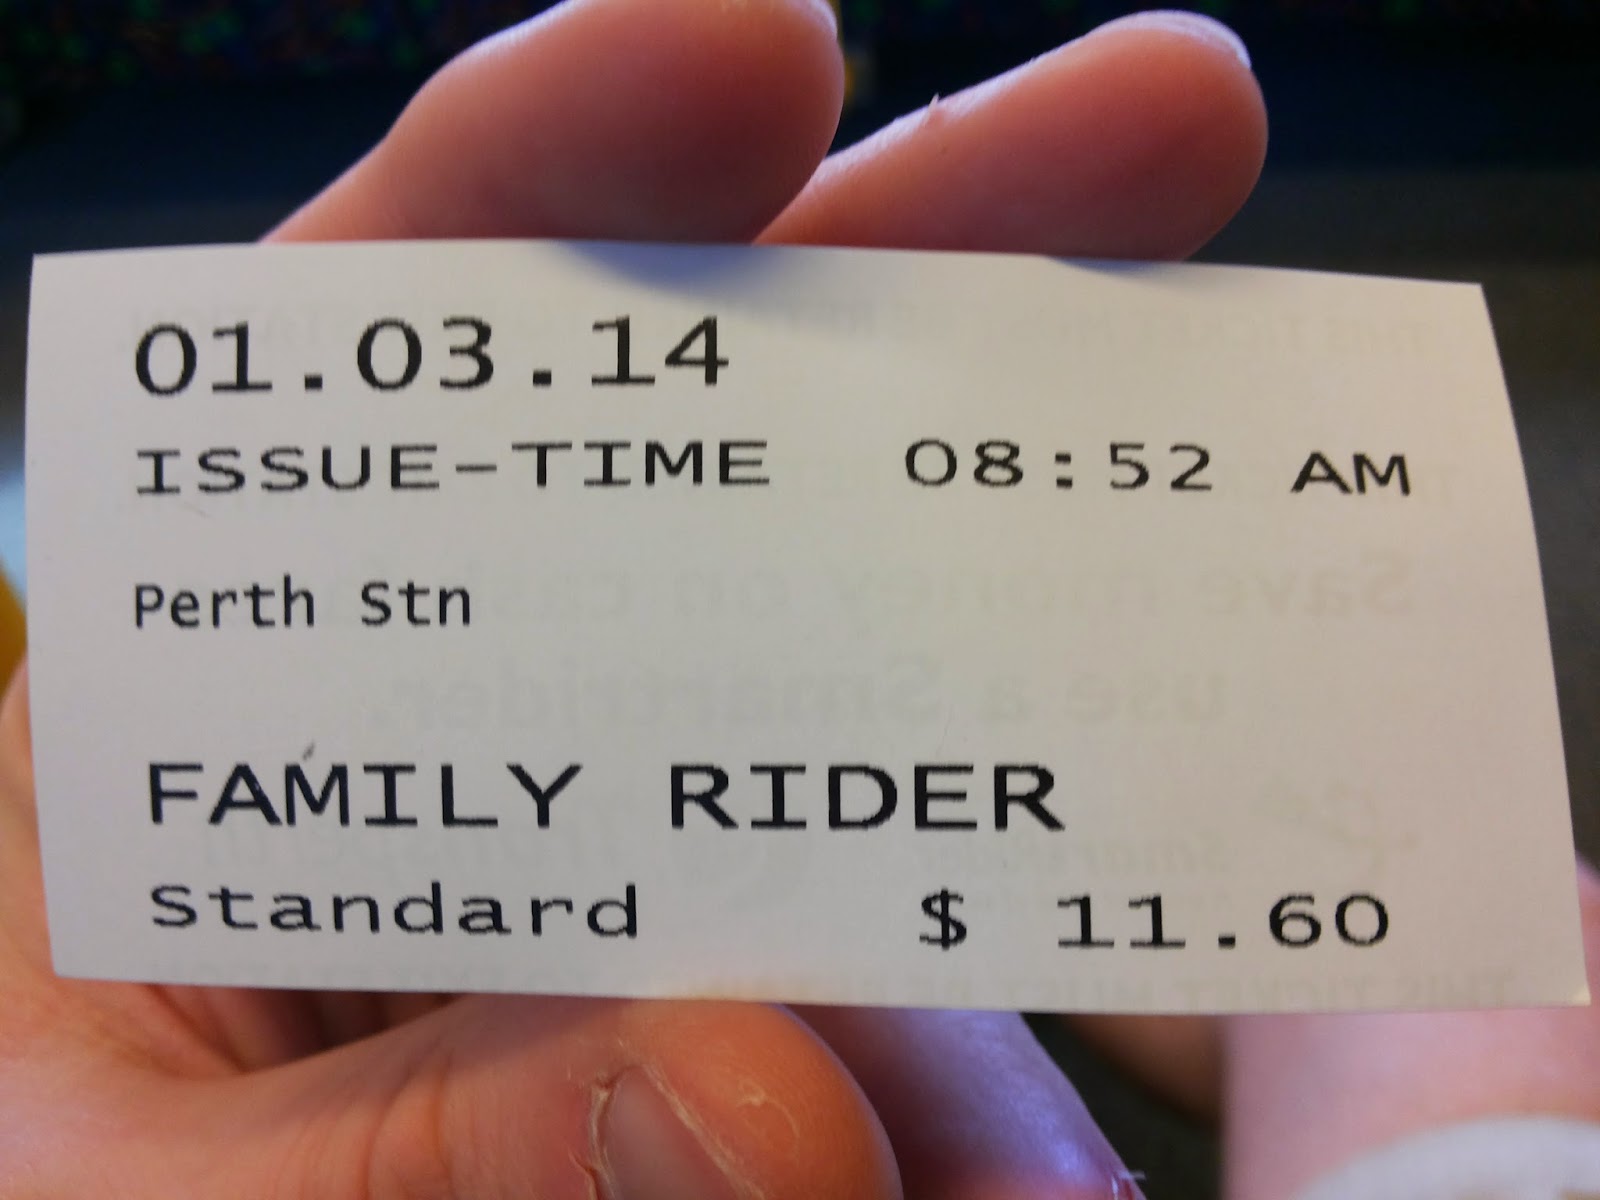 01.03.14
ISSUE-TIME 08:52 AM
Perth Stn
FAMILY RIDER
Standard $ 11.60